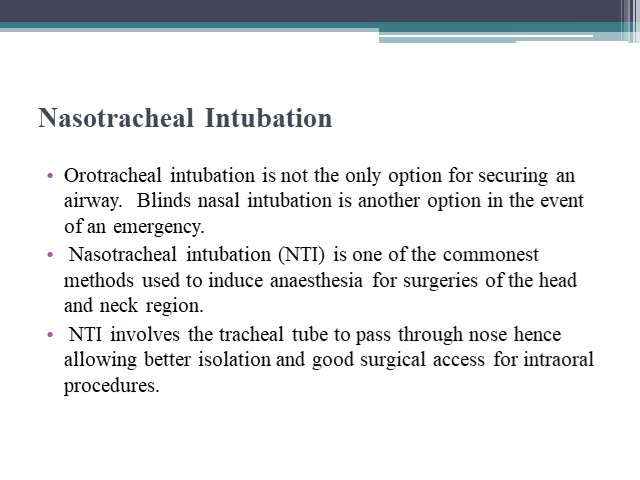 Nasotracheal Intubation
• Orotracheal intubation is not the only option for securing an
airway.  Blinds nasal intubation is another option in the event
of an emergency.
• Nasotracheal intubation (NTI) is one of the commonest
methods used to induce anaesthesia for surgeries of the head
and neck region.
• NTI involves the tracheal tube to pass through nose hence
allowing better isolation and good surgical access for intraoral
procedures.